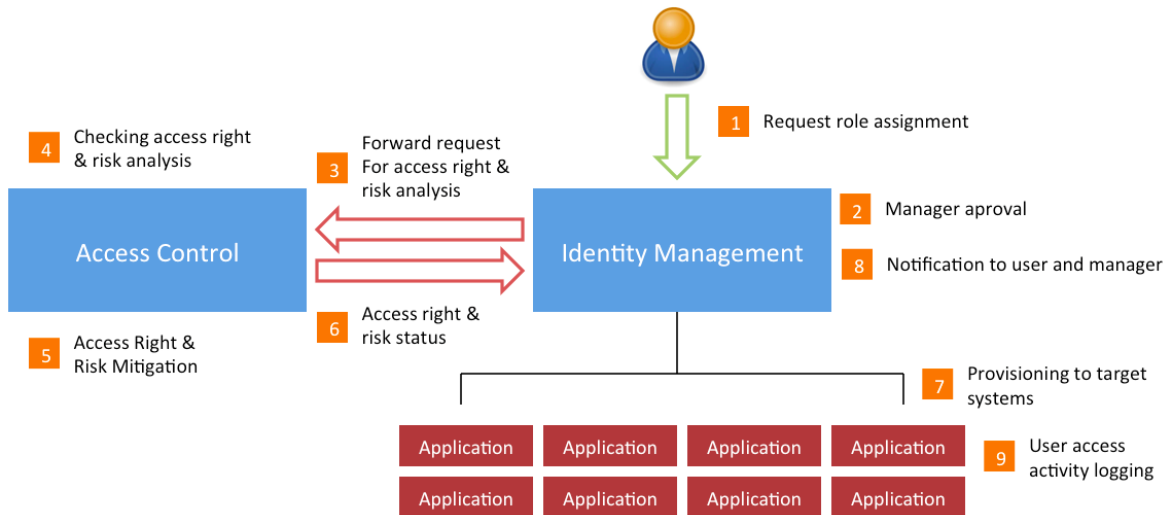 1 Request role assignment
4 Checking access right
& risk analysis
3 Forward request
For access right &
risk analysis
Access Control
Identity Management
2 Manager aproval
8 Notification to user and manager
5 Access Right &
Risk Mitigation
6 Access right &
risk status
7 Provisioning to target
systems
Application Application Application Application
9 User access
activity logging
Application Application Application Application